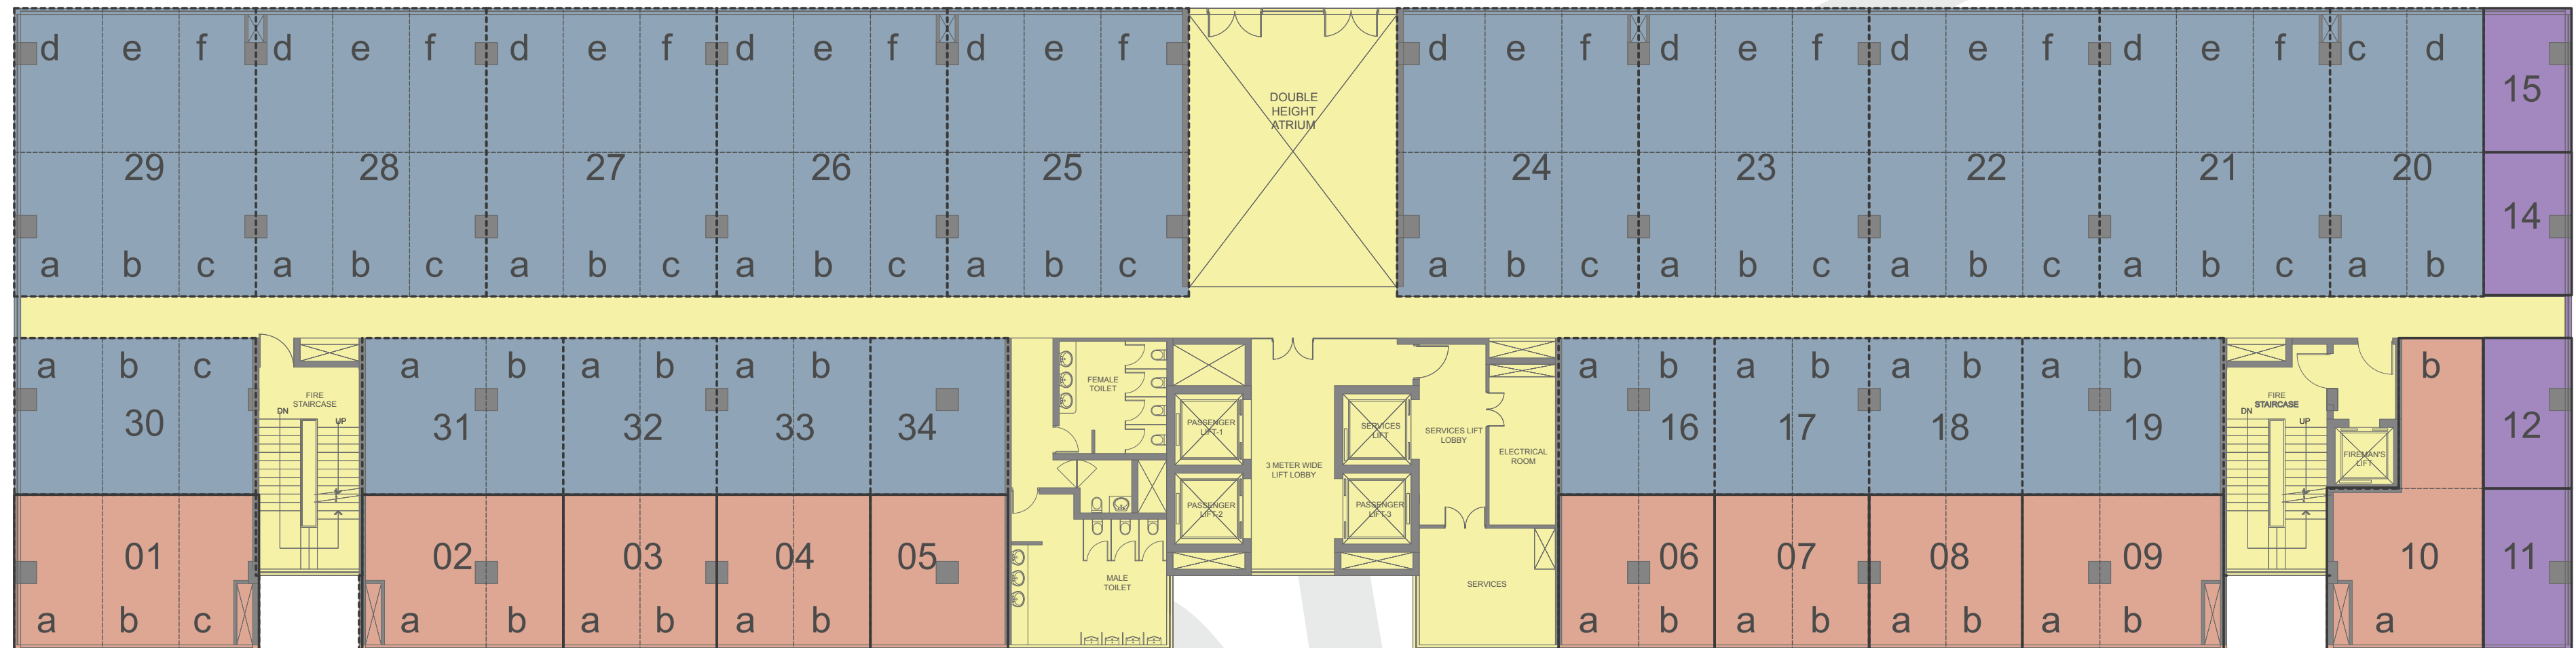 d e f d e f d e f d e f d e f d e f d e f d e f d e f c d
15
DOUBLE
HEIGHT
ATRIUM
29 28 27 26 25 24 23 22 21 20
14
a b c a b c a b c a b c a b c a b c a b c a b c a b c a b
a b c a b a b a b a b a b a b a b b
30 31 32 33 34 16 17 18 19 12
FIRE
STAIRCASE
DN
UP
FEMALE
TOILET
PASSENGER
LIFT-1
SERVICES
LIFT
SERVICES LIFT
LOBBY
ELECTRICAL
ROOM
3 METER WIDE
LIFT LOBBY
PASSENGER
LIFT-2
PASSENGER
LIFT-3
FIRE
STAIRCASE
DN
UP
FIREMAN'S
LIFT
01 02 03 04 05 06 07 08 09 10 11
MALE
TOILET
SERVICES
a b c a b a b a b a b a b a b a b a